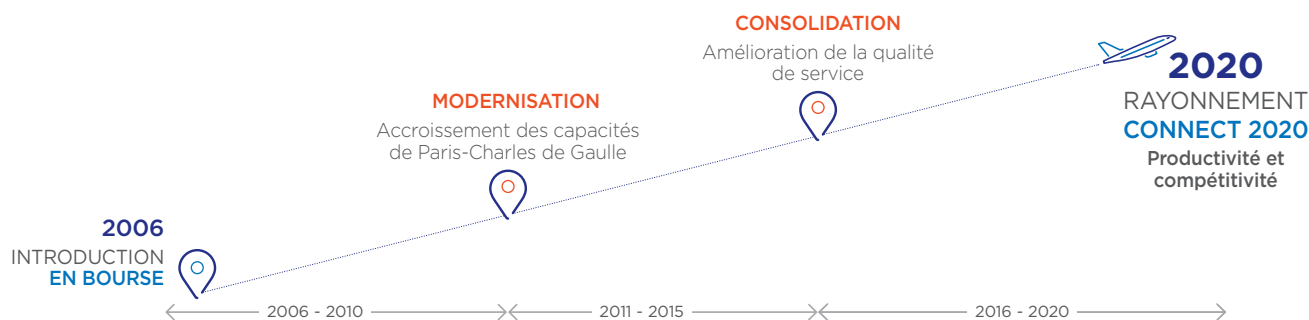 2006
INTRODUCTION
EN BOURSE
MODERNISATION
Accroissement des capacités
de Paris-Charles de Gaulle
CONSOLIDATION
Amélioration de la qualité
de service
2020
RAYONNEMENT
CONNECT 2020
Productivité et
compétitivité
2006 - 2010
2011 - 2015
2016 - 2020